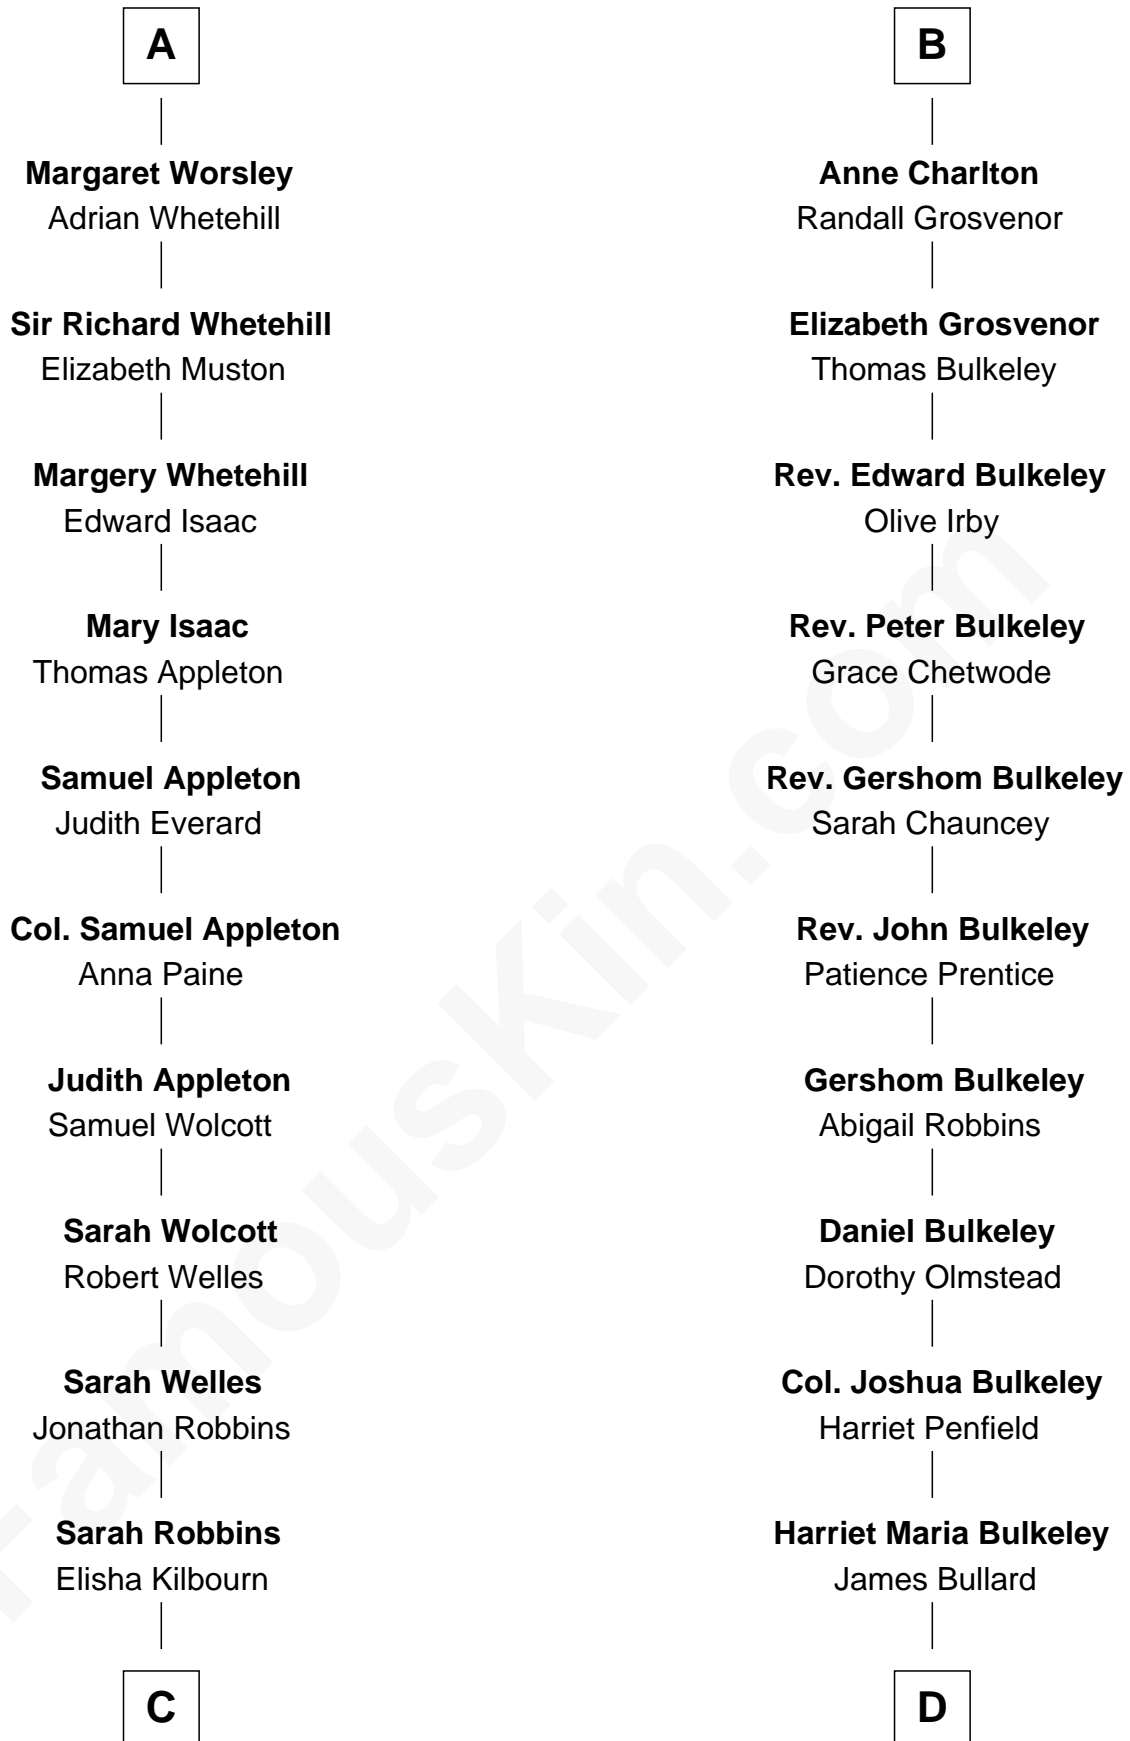 A
Margaret Worsley
Adrian Whetehill
Sir Richard Whetehill
Elizabeth Muston
Margery Whetehill
Edward Isaac
Mary Isaac
Thomas Appleton
Samuel Appleton
Judith Everard
Col. Samuel Appleton
Anna Paine
Judith Appleton
Samuel Wolcott
Sarah Wolcott
Robert Welles
Sarah Welles
Jonathan Robbins
Sarah Robbins
Elisha Kilbourn
C
B
Anne Charlton
Randall Grosvenor
Elizabeth Grosvenor
Thomas Bulkeley
Rev. Edward Bulkeley
Olive Irby
Rev. Peter Bulkeley
Grace Chetwode
Rev. Gershom Bulkeley
Sarah Chauncey
Rev. John Bulkeley
Patience Prentice
Gershom Bulkeley
Abigail Robbins
Daniel Bulkeley
Dorothy Olmstead
Col. Joshua Bulkeley
Harriet Penfield
Harriet Maria Bulkeley
James Bullard
D
FamousKin.com